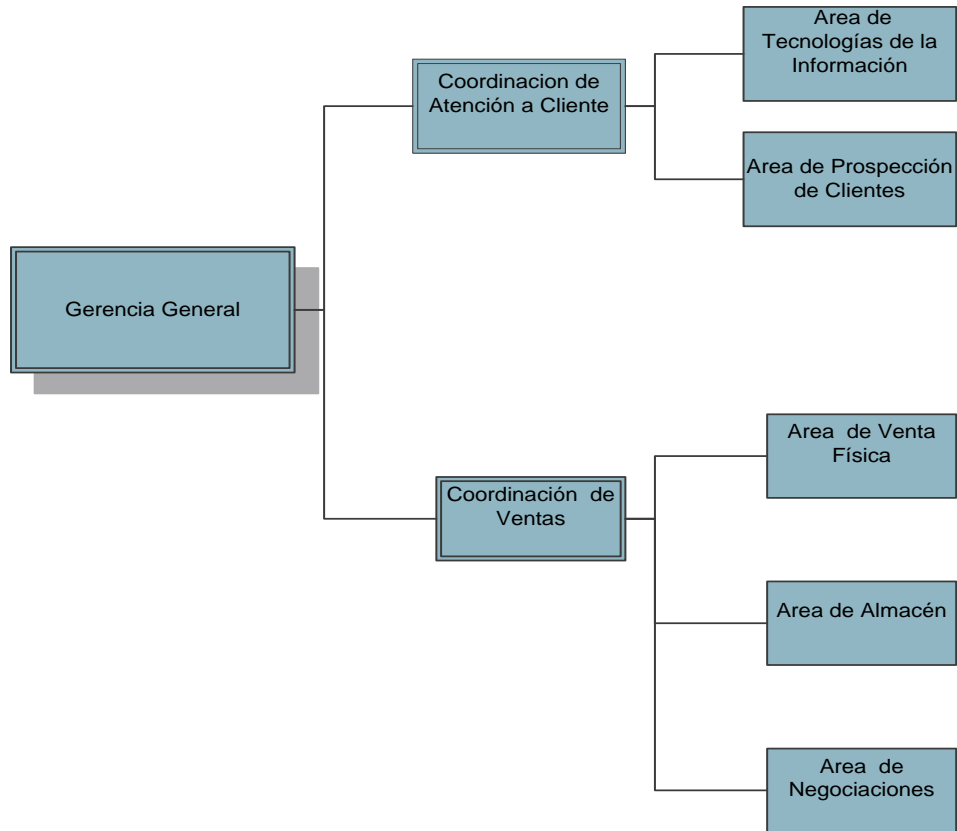 Area de
Tecnologías de la
Información
Coordinacion de
Atención a Cliente
Area de Prospección
de Clientes
Gerencia General
Area de Venta
Física
Coordinación de
Ventas
Area de Almacén
Area de
Negociaciones